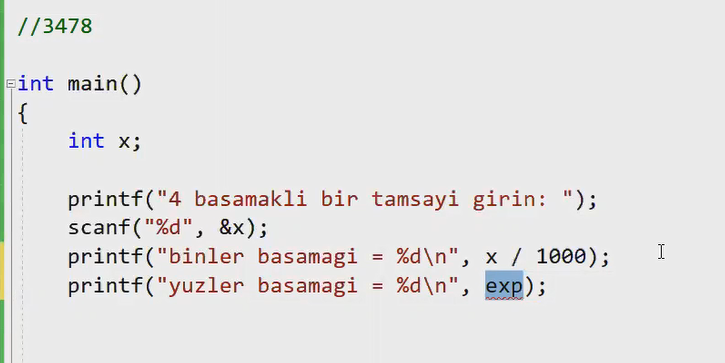 //3478
int main()
{
int x;
printf("4 basamakli bir tamsayi girin: ");
scanf("%d", &x);
printf("binler basamagi = %d\n", x / 1000);
printf("yuzler basamagi = %d\n", exp);